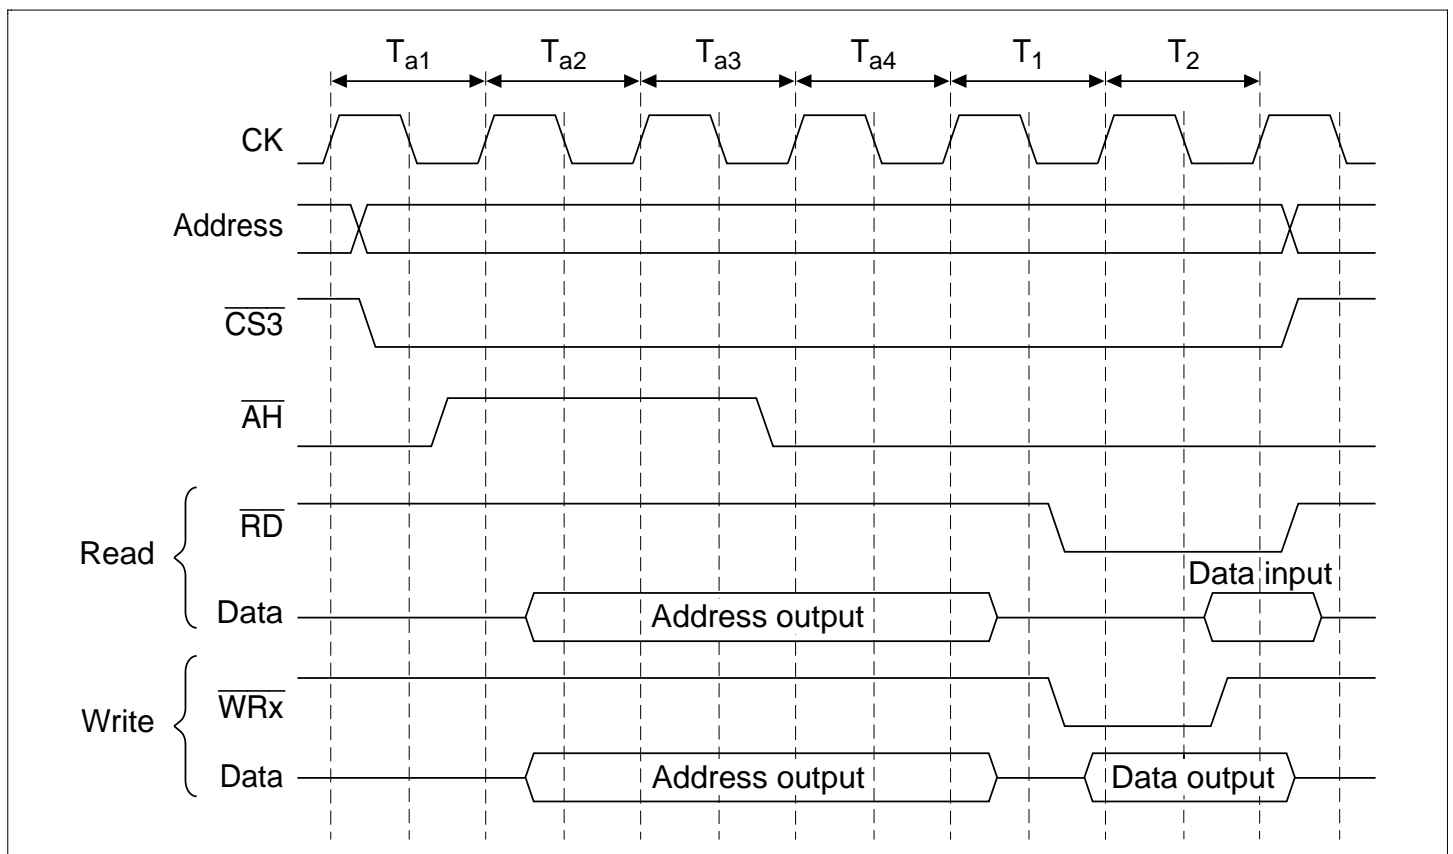 Ta1 Ta2 Ta3 Ta4 T1 T2
CK
Address
CS3
AH
Read
RD
Data input
Data Address output
Write
WRx
Data Address output Data output